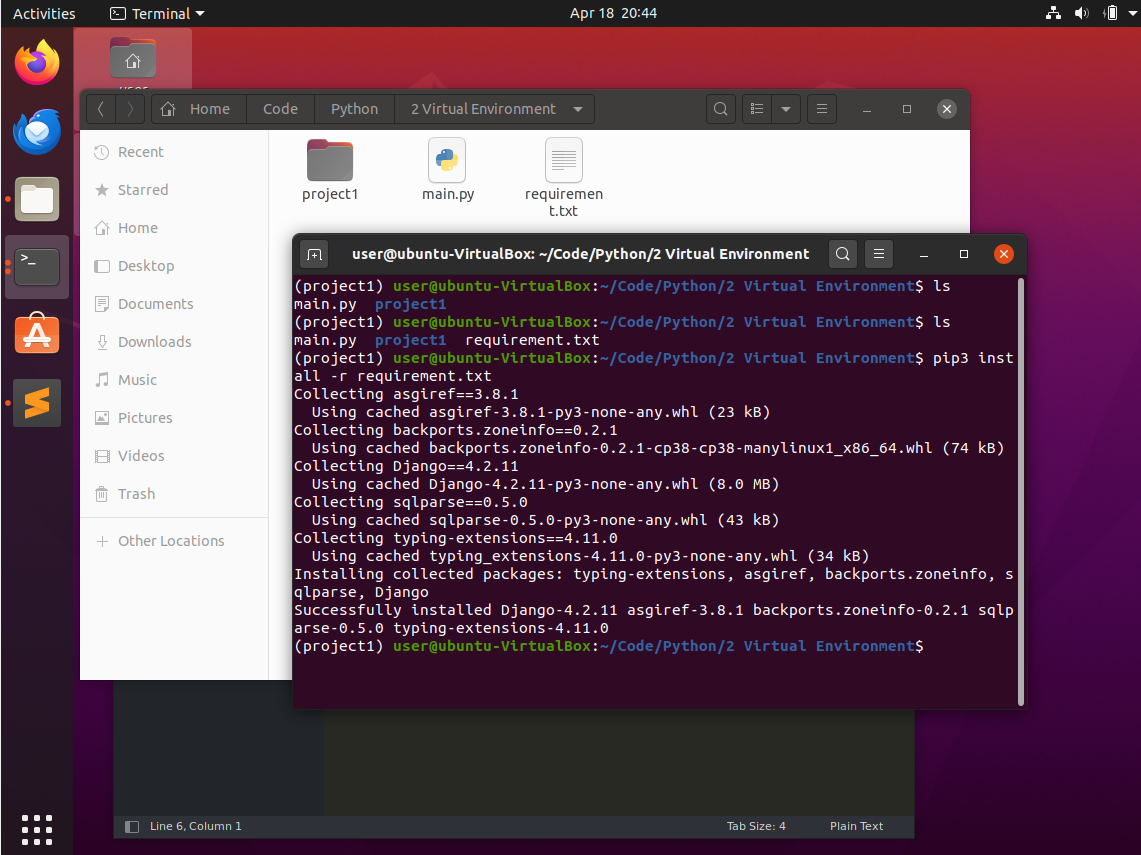 Activities
Terminal
Apr 18 20:44
Home
Code
Python
2 Virtual Environment
Recent
Starred
Home
Desktop
Documents
Downloads
Music
Pictures
Videos
Trash
Other Locations
project1
main.py
requiremen
t.txt
user@ubuntu-VirtualBox: ~/Code/Python/2 Virtual Environment
(project1) user@ubuntu-VirtualBox:~/Code/Python/2 Virtual Environment$ ls
main.py project1
(project1) user@ubuntu-VirtualBox:~/Code/Python/2 Virtual Environment$ ls
main.py project1 requirement.txt
(project1) user@ubuntu-VirtualBox:~/Code/Python/2 Virtual Environment$ pip3 inst
all -r requirement.txt
Collecting asgiref==3.8.1
Using cached asgiref-3.8.1-py3-none-any.whl (23 kB)
Collecting backports.zoneinfo==0.2.1
Using cached backports.zoneinfo-0.2.1-cp38-cp38-manylinux1_x86_64.whl (74 kB)
Collecting Django==4.2.11
Using cached Django-4.2.11-py3-none-any.whl (8.0 MB)
Collecting sqlparse==0.5.0
Using cached sqlparse-0.5.0-py3-none-any.whl (43 kB)
Collecting typing-extensions==4.11.0
Using cached typing_extensions-4.11.0-py3-none-any.whl (34 kB)
Installing collected packages: typing-extensions, asgiref, backports.zoneinfo, s
qlparse, Django
Successfully installed Django-4.2.11 asgiref-3.8.1 backports.zoneinfo-0.2.1 sqlp
arse-0.5.0 typing-extensions-4.11.0
(project1) user@ubuntu-VirtualBox:~/Code/Python/2 Virtual Environment$
Line 6, Column 1
Tab Size: 4
Plain Text